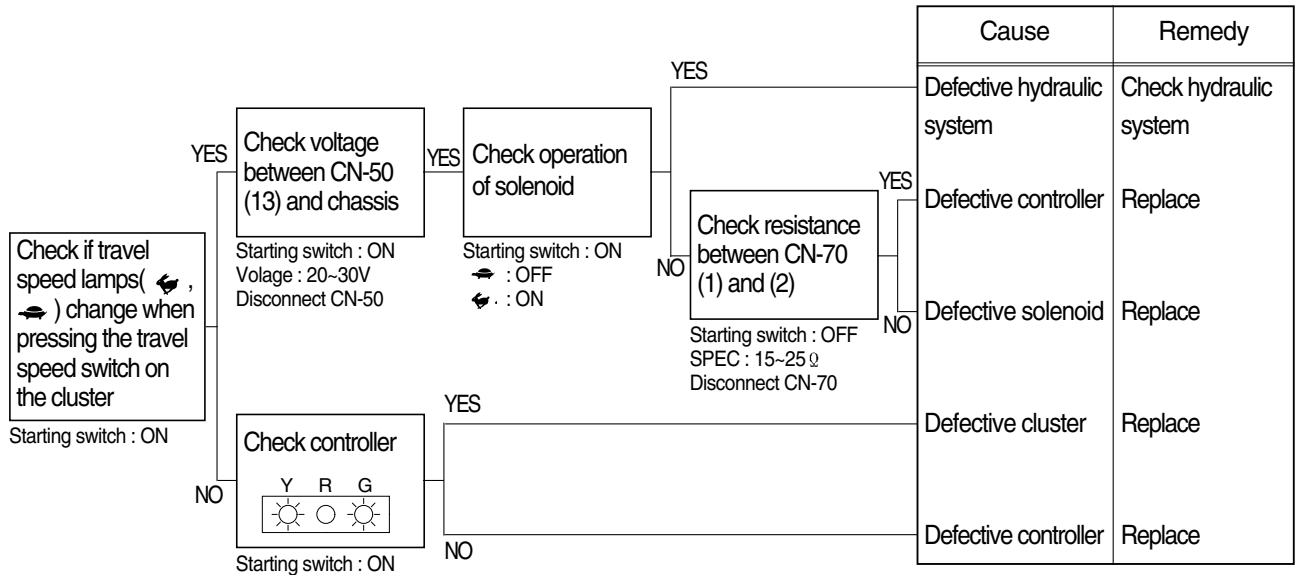 Cause
Remedy
YES
Defective hydraulic
system
Check hydraulic
system
YES
Check voltage
between CN-50
(13) and chassis
Starting switch : ON
Volage : 20~30V
Disconnect CN-50
YES
Check operation
of solenoid
Starting switch : ON
: OFF
: ON
YES
Defective controller
Replace
Check if travel
speed lamps( ,
) change when
pressing the travel
speed switch on
the cluster
Starting switch : ON
NO
Check resistance
between CN-70
(1) and (2)
Starting switch : OFF
SPEC : 15~25 Ω
Disconnect CN-70
NO
Defective solenoid
Replace
YES
Defective cluster
Replace
NO
Check controller
Y R G
Starting switch : ON
NO
Defective controller
Replace